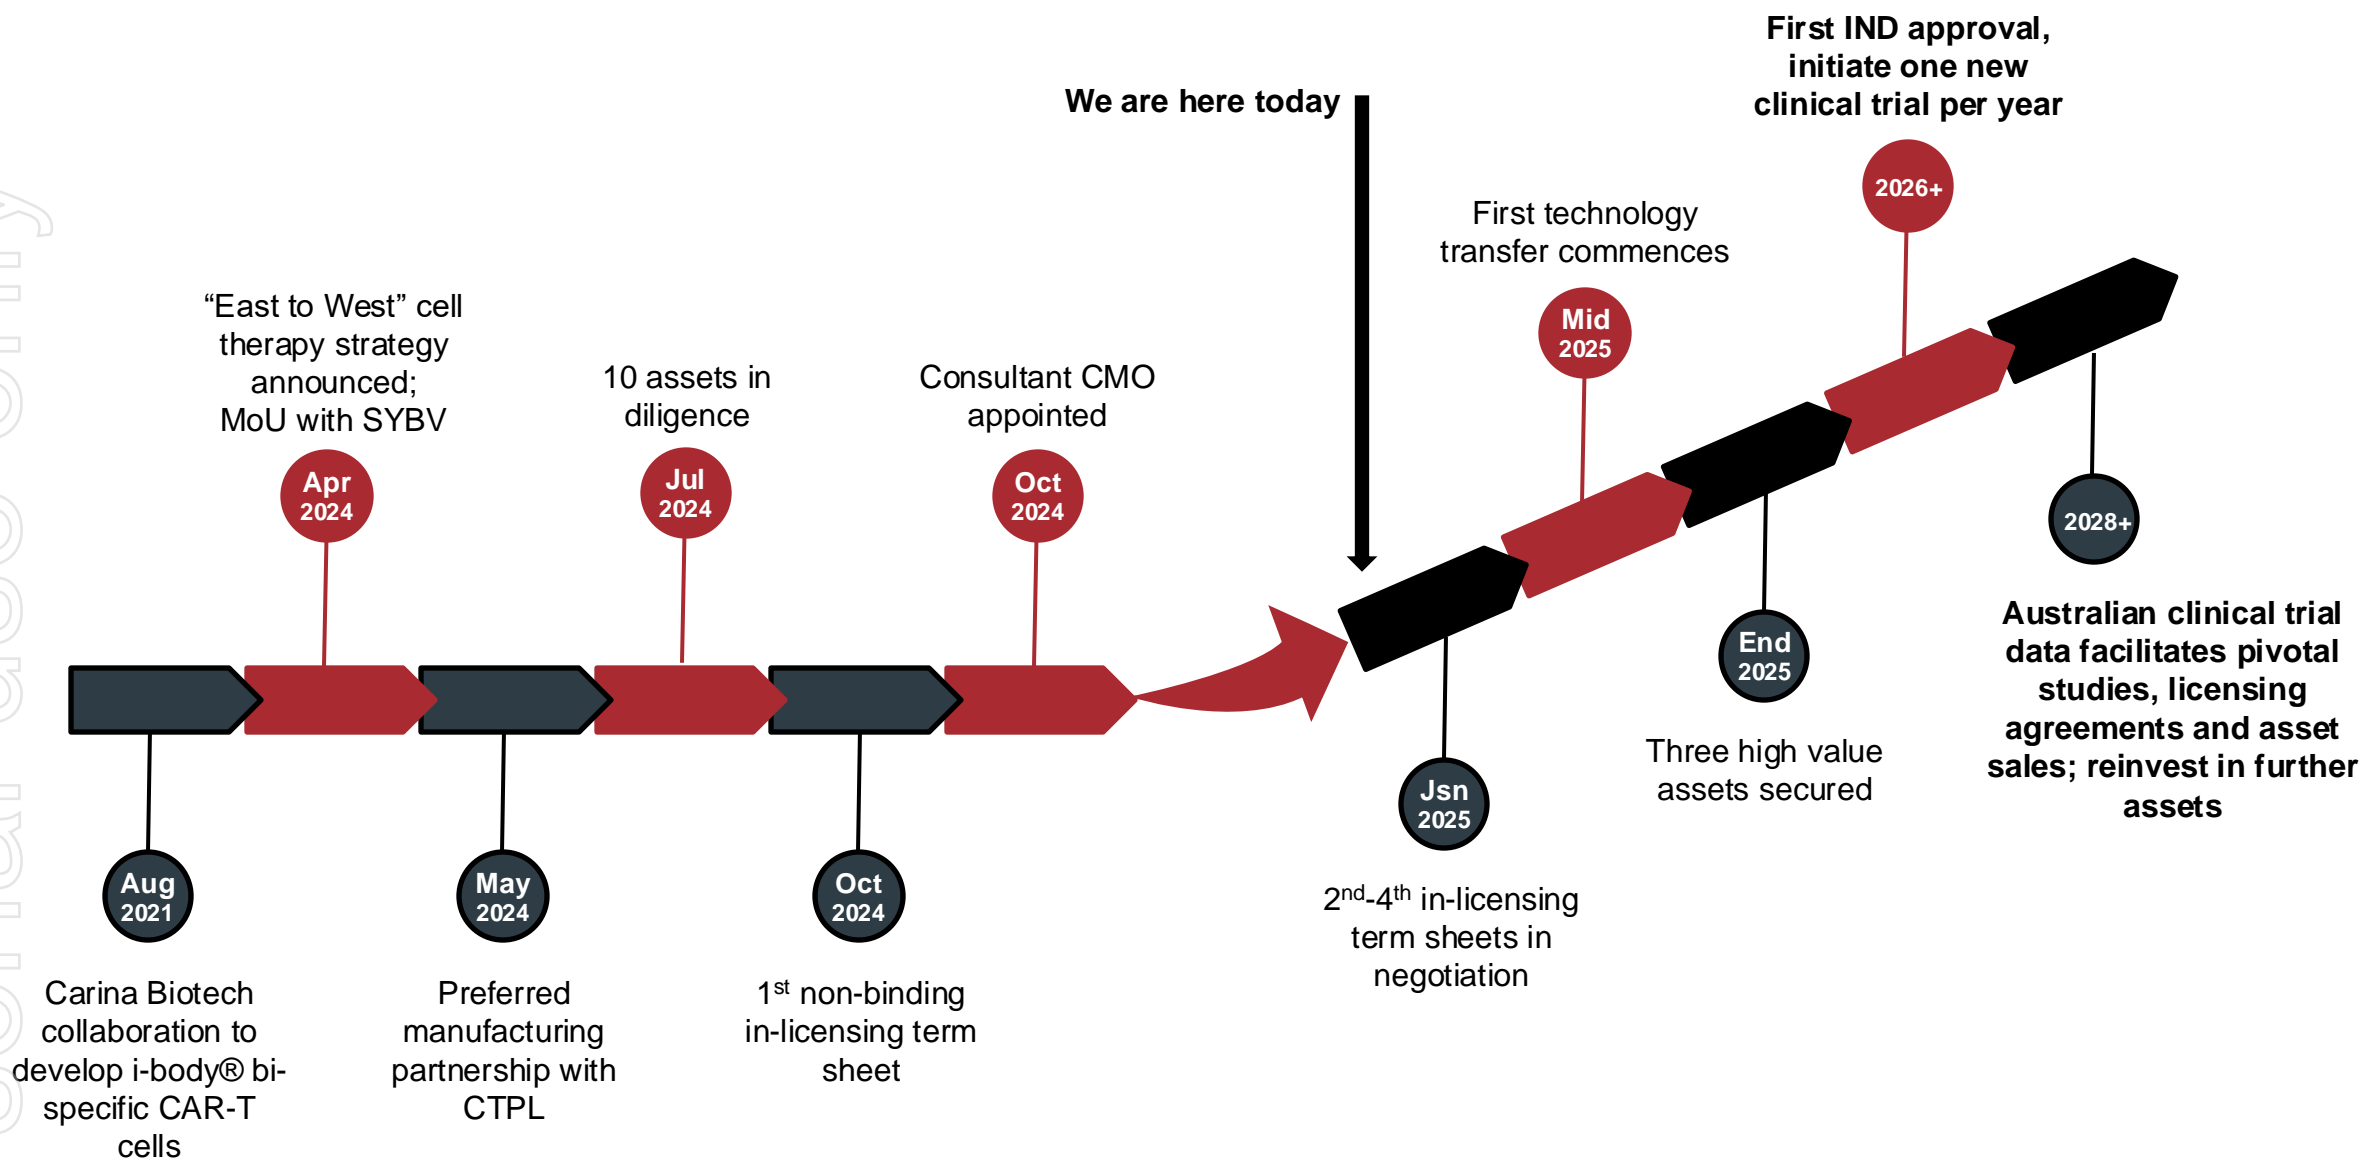 First IND approval,
initiate one new
clinical trial per year
We are here today
2026+
First technology
transfer commences
“East to West” cell
therapy strategy
announced;
MoU with SYBV
Mid
2025
10 assets in
diligence
Consultant CMO
appointed
Apr
2024
Jul
2024
Oct
2024
2028+
Australian clinical trial
data facilitates pivotal
studies, licensing
agreements and asset
sales; reinvest in further
assets
End
2025
Three high value
assets secured
Jsn
2025
2nd-4th in-licensing
term sheets in
negotiation
Aug
2021
May
2024
Oct
2024
Carina Biotech
collaboration to
develop i-body® bi-
specific CAR-T
cells
Preferred
manufacturing
partnership with
CTPL
1st non-binding
in-licensing term
sheet